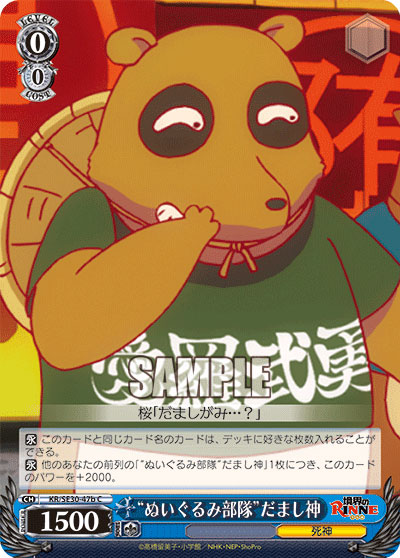 LEVEL
0
0
COST
SAMPLE
桜「だましがみ…？」
永 このカードと同じカード名のカードは、デッキに好きな枚数入れることができる。
永 他のあなたの前列の「“ぬいぐるみ部隊”だまし神」1枚につき、このカードのパワーを+2000。
CH KR/SE30-47b C
1500
“ぬいぐるみ部隊”だまし神
境界の
RINNE
死神
©高橋留美子・小学館／NHK・NEP・ShoPro